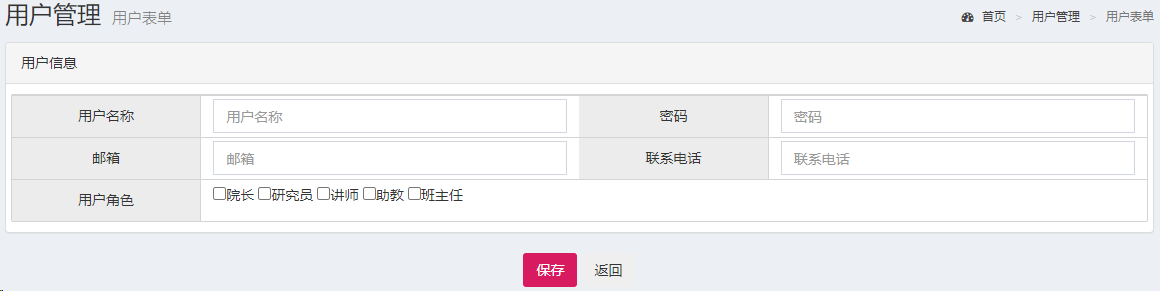 用户管理 用户表单
首页 > 用户管理 > 用户表单
用户信息
用户名称 用户名称 密码 密码
邮箱 邮箱 联系电话 联系电话
用户角色 院长 研究员 讲师 助教 班主任
保存 返回